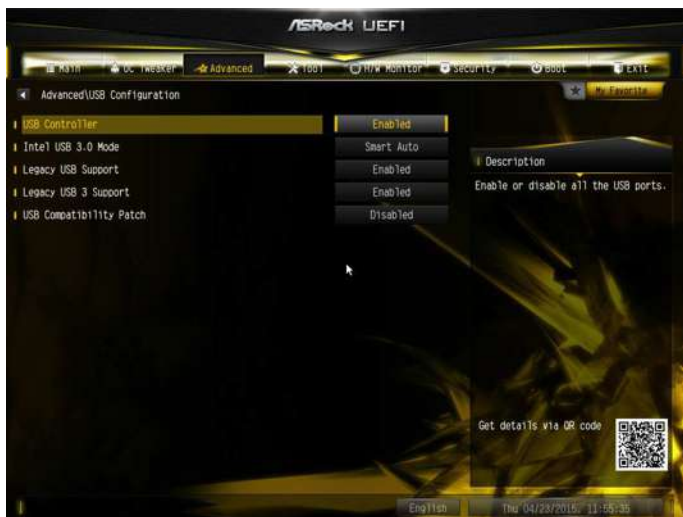 ASRock UEFI
Main OC Tweaker Advanced Tool H/W Monitor Security Boot Exit
Advanced\USB Configuration
My Favorite
USB Controller Enabled
Intel USB 3.0 Mode Smart Auto
Legacy USB Support Enabled
Legacy USB 3 Support Enabled
USB Compatibility Patch Disabled
Description
Enable or disable all the USB ports.
Get details via QR code
English Thu 04/23/2015, 11:55:35